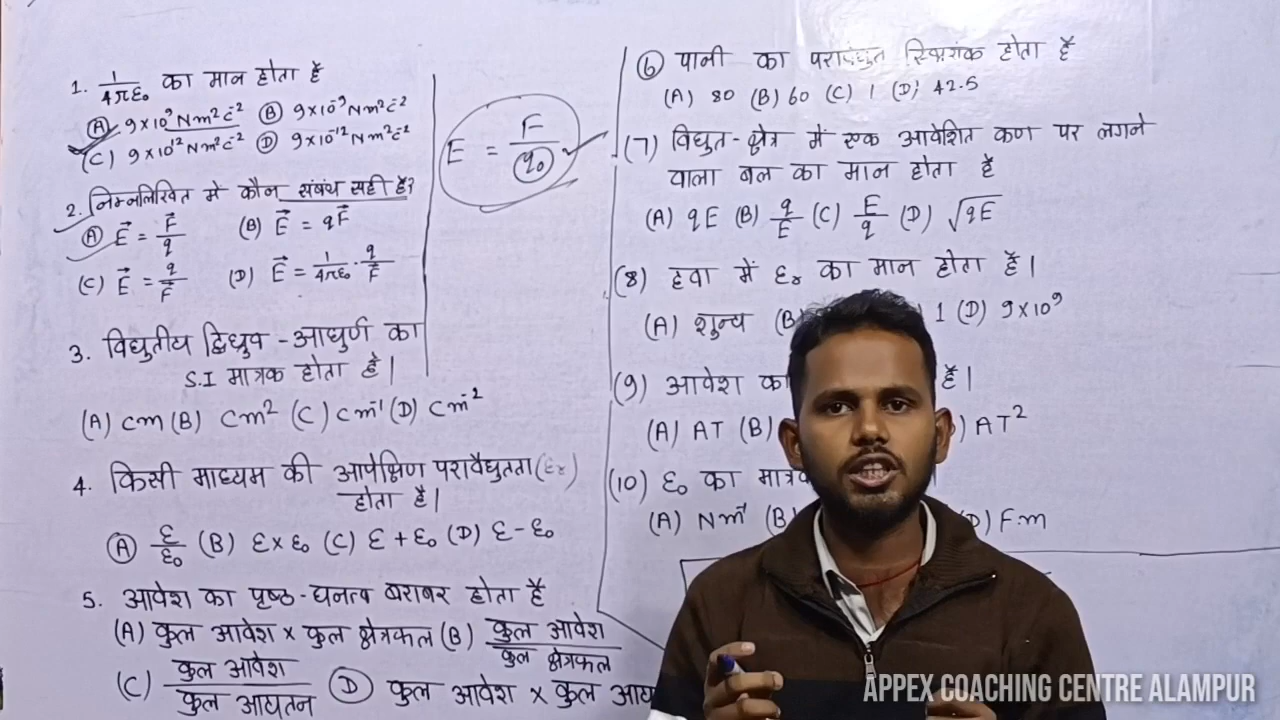 1. 1/4πε₀ का मान होता है
(A) 9×10⁹ Nm²c⁻² (B) 9×10⁻⁹ Nm²c⁻²
(C) 9×10¹² Nm²c⁻² (D) 9×10⁻¹² Nm²c⁻²
2. निम्नलिखित मे कौन संबंध सही है?
(A) E⃗ = F⃗/q (B) E⃗ = qF⃗
(C) E⃗ = q/F⃗ (D) E⃗ = 1/4πε₀ · q/F⃗
3. विधुतीय द्विध्रुव - आधुर्ण का
S.I मात्रक होता है।
(A) cm (B) cm² (C) cm⁻¹ (D) cm⁻²
4. किसी माध्यम की आपेक्षिण परावैधुतता (εr)
होता है।
(A) ε/ε₀ (B) ε×ε₀ (C) ε+ε₀ (D) ε-ε₀
5. आवेश का पृष्ठ-घनत्व बराबर होता है
(A) कुल आवेश × कुल क्षेत्रफल (B) कुल आवेश/कुल क्षेत्रफल
(C) कुल आवेश/कुल आयतन (D) कुल आवेश × कुल
E = F/q₀
6 पानी का होता है
(A) 80 (B) 60 (C) 1 (D) 42.5
(7) विधुत-क्षेत्र में एक आवेशित कण पर लगने
वाला बल का मान होता है
(A) qE (B) q/E (C) E/q (D) √qE
(8) हवा में εr का मान होता है।
(A) शुन्य (B) 1 (D) 9×10⁹
(9) आवेश का है।
(A) AT (B) ) AT²
(10) ε₀ का
(A) Nm⁻¹ (B) (D) F.m
APPEX COACHING CENTRE ALAMPUR